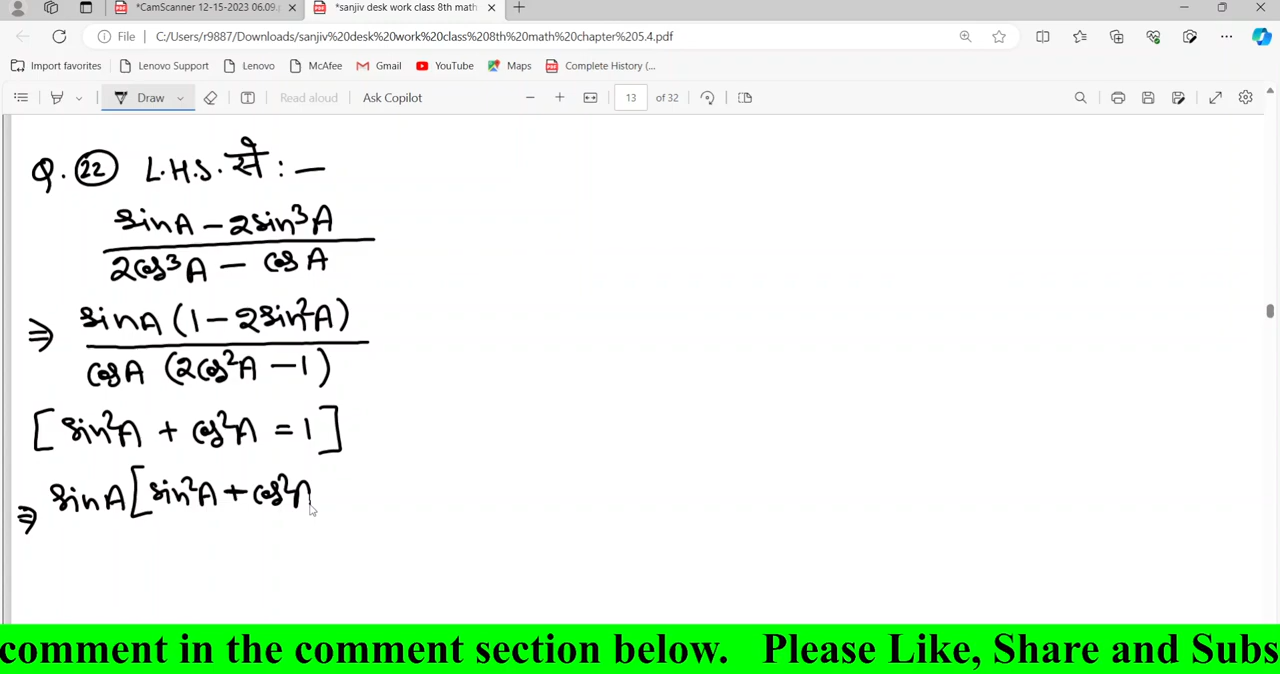 *CamScanner 12-15-2023 06.09.
*sanjiv desk work class 8th math
File C:/Users/r9887/Downloads/sanjiv%20desk%20work%20class%208th%20math%20chapter%205.4.pdf
Import favorites Lenovo Support Lenovo McAfee Gmail YouTube Maps Complete History (...
Draw Read aloud Ask Copilot 13 of 32
Q. 22 L.H.S. से : —
sinA − 2sin³A
2cos³A − cosA
⇒ sinA (1 − 2sin²A)
cosA (2cos²A − 1)
[sin²A + cos²A = 1]
⇒ sinA[sin²A + cos²A
comment in the comment section below. Please Like, Share and Subs